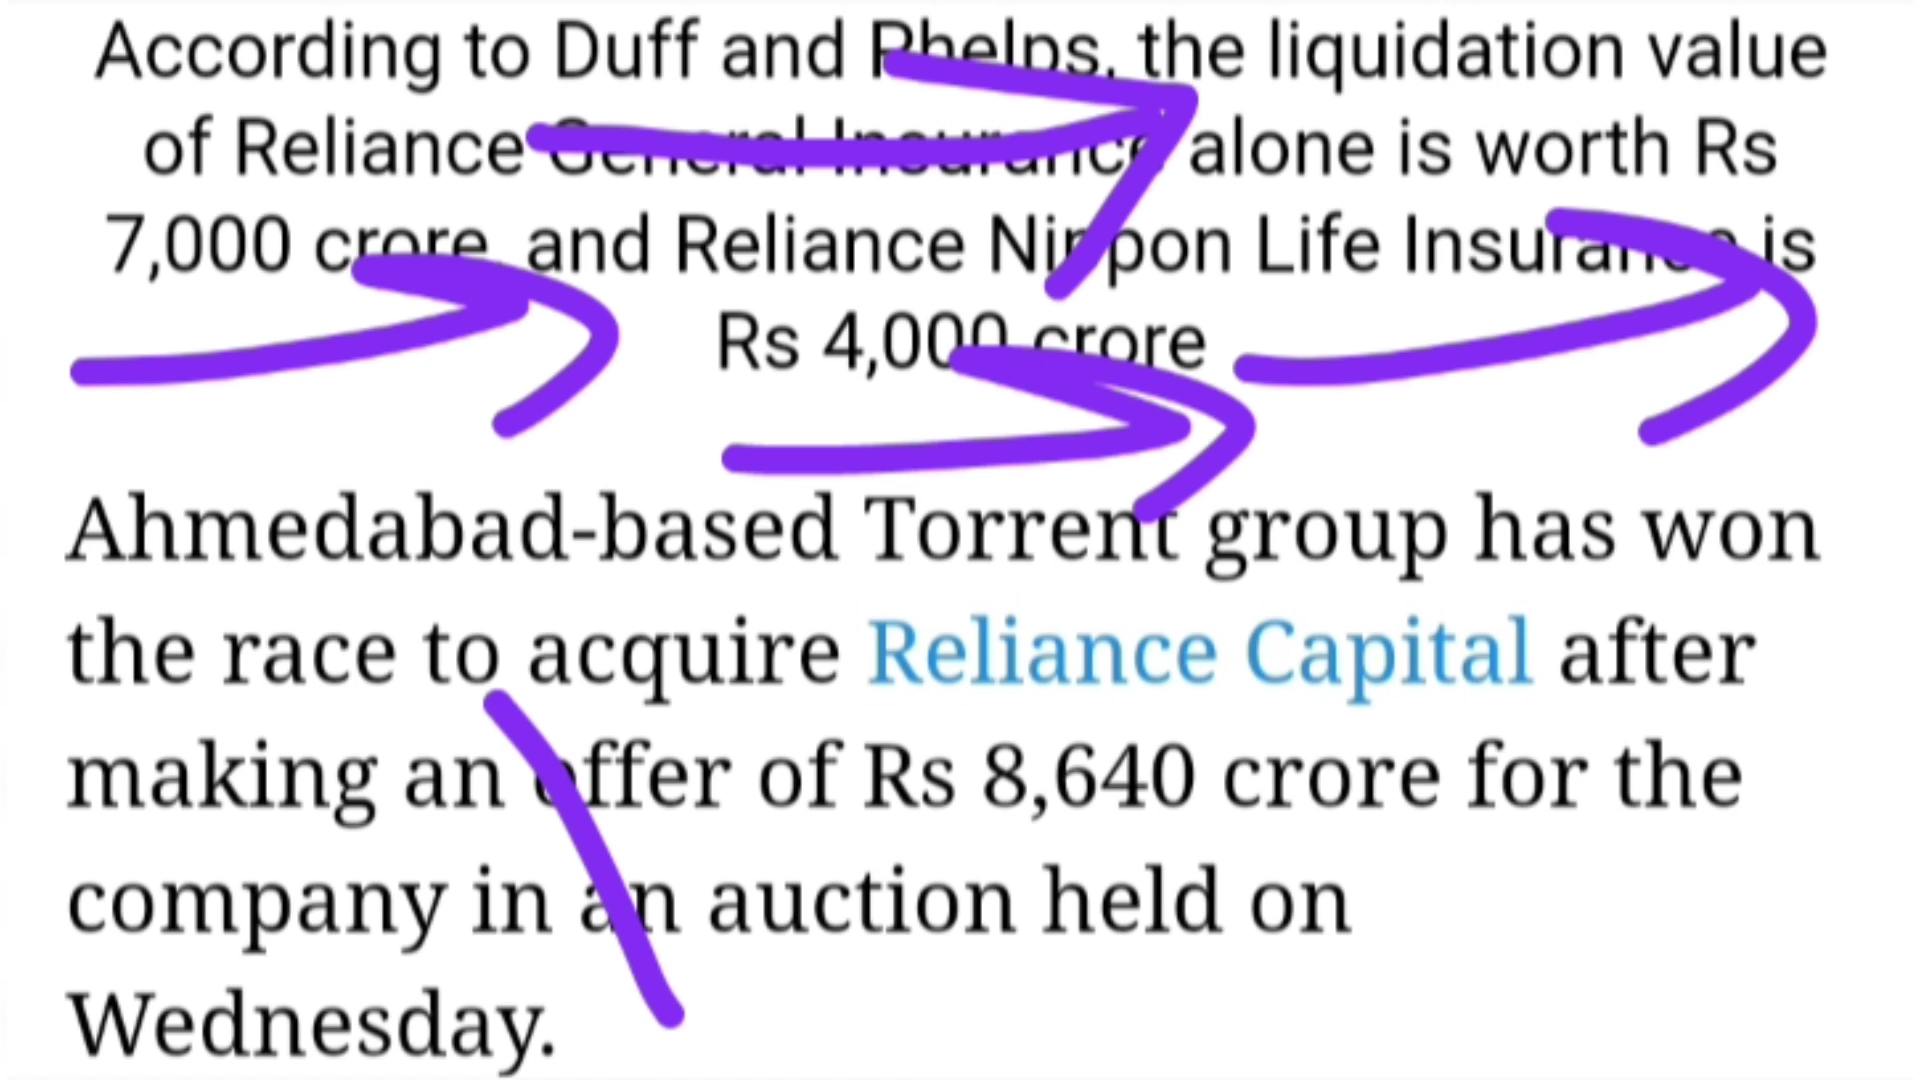 According to Duff and Phelps, the liquidation value
of Reliance General Insurance alone is worth Rs
7,000 crore, and Reliance Nippon Life Insurance is
Rs 4,000 crore
Ahmedabad-based Torrent group has won
the race to acquire Reliance Capital after
making an offer of Rs 8,640 crore for the
company in an auction held on
Wednesday.